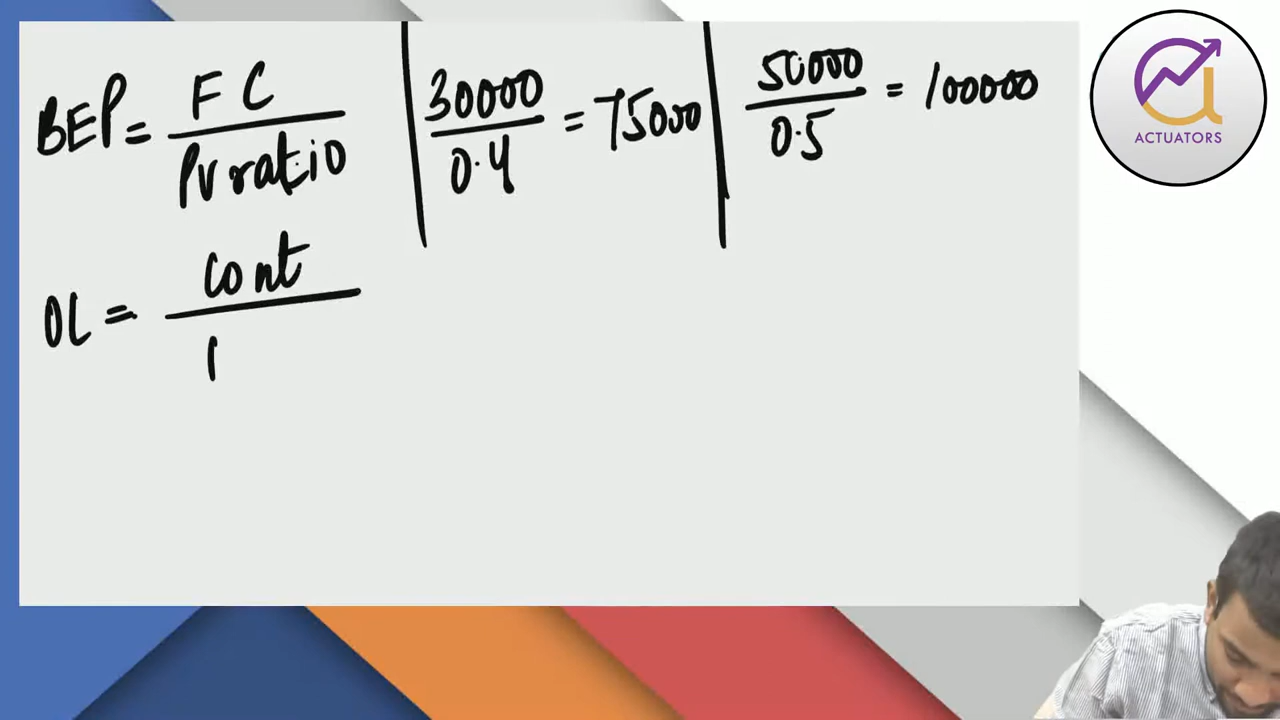 BEP = FC / PV ratio | 30000 / 0.4 = 75000 | 50000 / 0.5 = 100000
OL = cont /
ACTUATORS